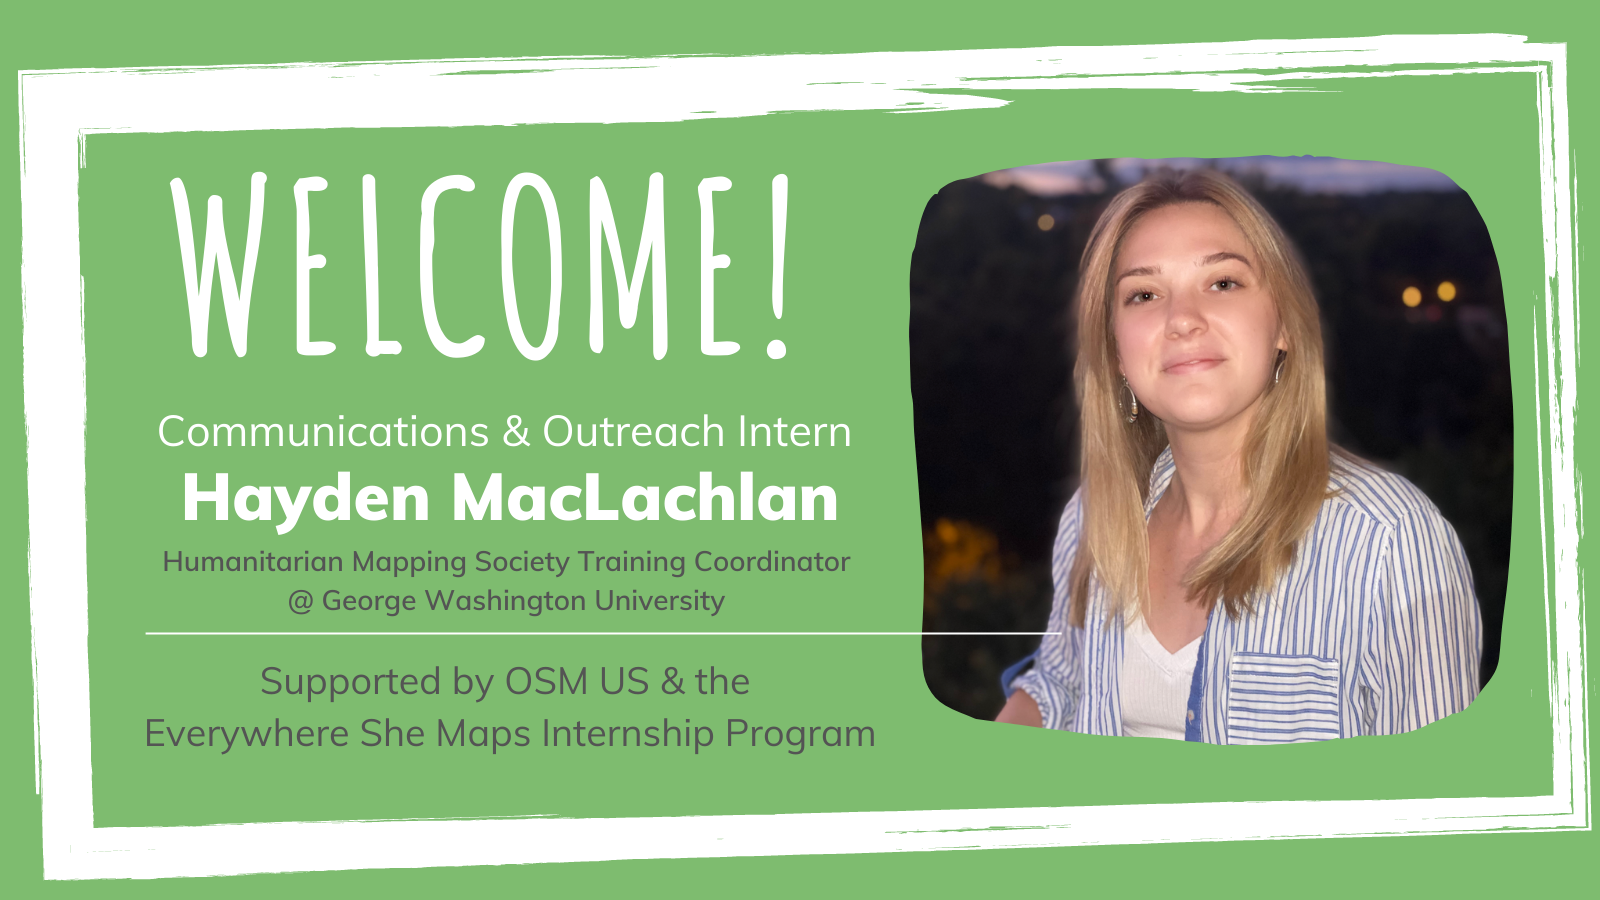 WELCOME!
Communications & Outreach Intern
Hayden MacLachlan
Humanitarian Mapping Society Training Coordinator
@ George Washington University
Supported by OSM US & the
Everywhere She Maps Internship Program